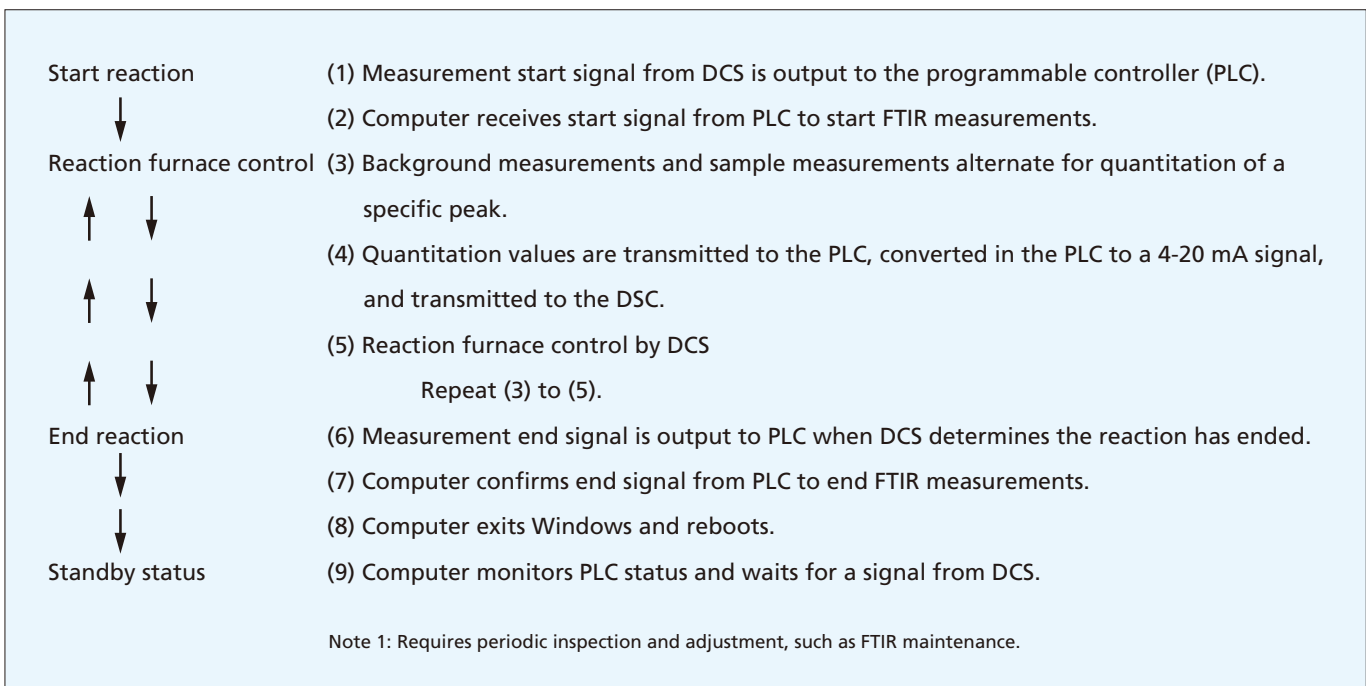 Start reaction (1) Measurement start signal from DCS is output to the programmable controller (PLC).
(2) Computer receives start signal from PLC to start FTIR measurements.
Reaction furnace control (3) Background measurements and sample measurements alternate for quantitation of a
specific peak.
(4) Quantitation values are transmitted to the PLC, converted in the PLC to a 4-20 mA signal,
and transmitted to the DSC.
(5) Reaction furnace control by DCS
Repeat (3) to (5).
End reaction (6) Measurement end signal is output to PLC when DCS determines the reaction has ended.
(7) Computer confirms end signal from PLC to end FTIR measurements.
(8) Computer exits Windows and reboots.
Standby status (9) Computer monitors PLC status and waits for a signal from DCS.
Note 1: Requires periodic inspection and adjustment, such as FTIR maintenance.